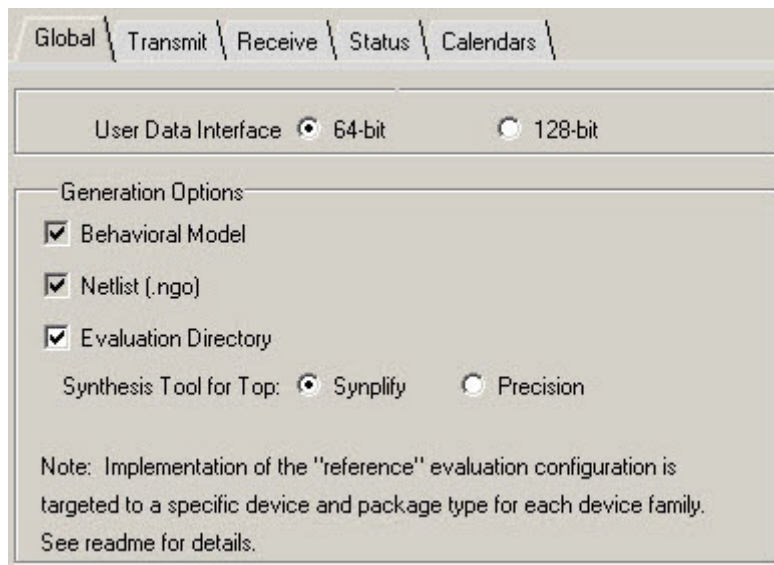 Global Transmit Receive Status Calendars
User Data Interface 64-bit 128-bit
Generation Options
Behavioral Model
Netlist (.ngo)
Evaluation Directory
Synthesis Tool for Top: Synplify Precision
Note: Implementation of the "reference" evaluation configuration is
targeted to a specific device and package type for each device family.
See readme for details.